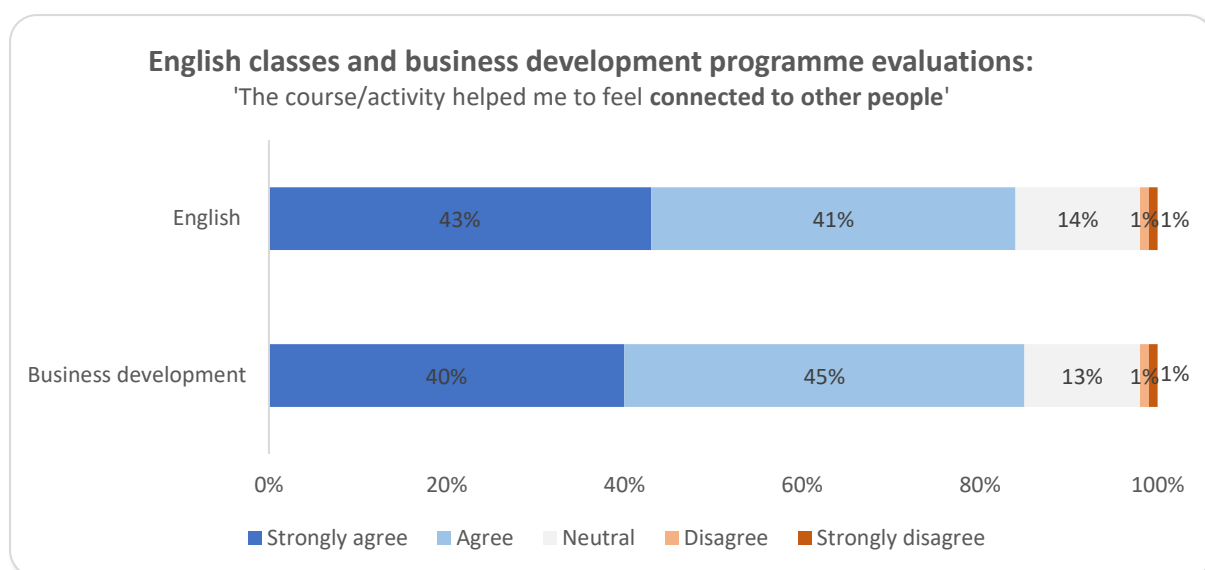 English classes and business development programme evaluations:
'The course/activity helped me to feel connected to other people'
English
43%
41%
14%
1%
1%
Business development
40%
45%
13%
1%
1%
0%
20%
40%
60%
80%
100%
Strongly agree
Agree
Neutral
Disagree
Strongly disagree